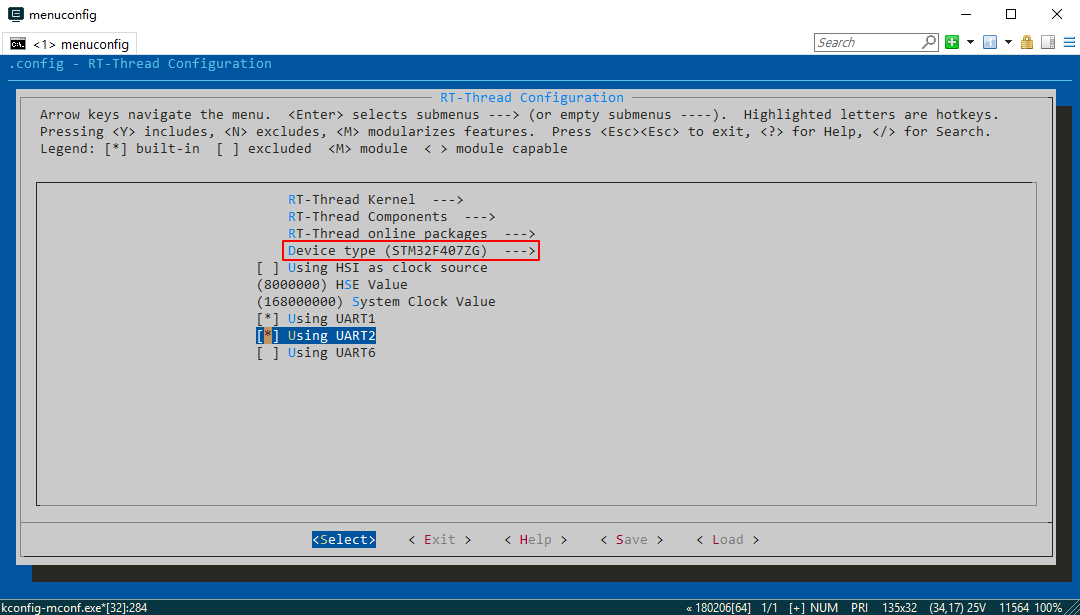 menuconfig
<1> menuconfig
Search
.config - RT-Thread Configuration
RT-Thread Configuration
Arrow keys navigate the menu.  <Enter> selects submenus ---> (or empty submenus ----).  Highlighted letters are hotkeys.
Pressing <Y> includes, <N> excludes, <M> modularizes features.  Press <Esc><Esc> to exit, <?> for Help, </> for Search.
Legend: [*] built-in  [ ] excluded  <M> module  < > module capable
RT-Thread Kernel  --->
RT-Thread Components  --->
RT-Thread online packages  --->
Device type (STM32F407ZG)  --->
[ ] Using HSI as clock source
(8000000) HSE Value
(168000000) System Clock Value
[*] Using UART1
[*] Using UART2
[ ] Using UART6
<Select>    < Exit >    < Help >    < Save >    < Load >
kconfig-mconf.exe*[32]:284    « 180206[64]  1/1  [+] NUM  PRI  135x32  (34,17) 25V  11564 100%